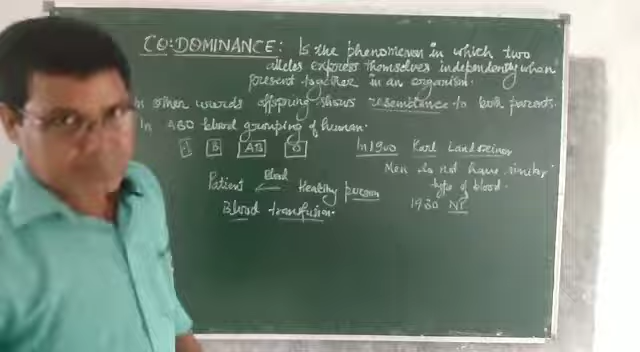 CO:DOMINANCE: Is the phenomenon in which two
alleles express themselves independently when
present together in an organism.
In other words offspring shows resemblance to both parents.
In ABO blood grouping of human.
A B AB O
In 1900 Karl Landsteiner
Men do not have similar
type of blood.
1930 NP
Blood
Patient ← Healthy person
Blood transfusion.